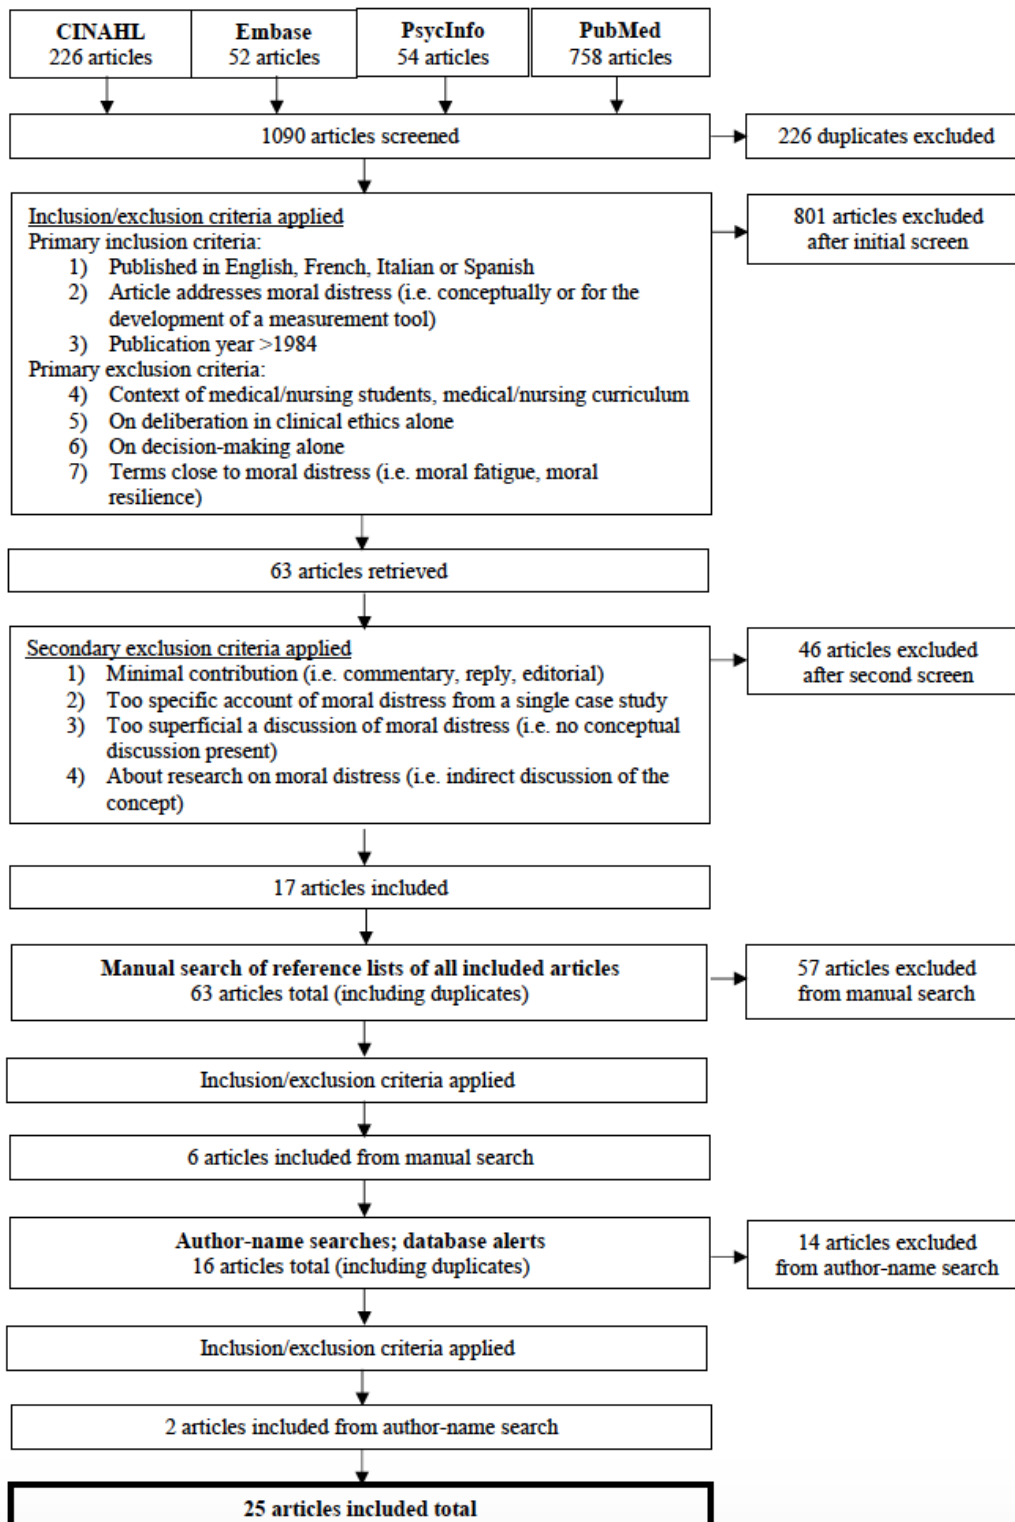 CINAHL
226 articles
Embase
52 articles
PsycInfo
54 articles
PubMed
758 articles
1090 articles screened
226 duplicates excluded
Inclusion/exclusion criteria applied
Primary inclusion criteria:
1) Published in English, French, Italian or Spanish
2) Article addresses moral distress (i.e. conceptually or for the
development of a measurement tool)
3) Publication year >1984
Primary exclusion criteria:
4) Context of medical/nursing students, medical/nursing curriculum
5) On deliberation in clinical ethics alone
6) On decision-making alone
7) Terms close to moral distress (i.e. moral fatigue, moral
resilience)
801 articles excluded
after initial screen
63 articles retrieved
Secondary exclusion criteria applied
1) Minimal contribution (i.e. commentary, reply, editorial)
2) Too specific account of moral distress from a single case study
3) Too superficial a discussion of moral distress (i.e. no conceptual
discussion present)
4) About research on moral distress (i.e. indirect discussion of the
concept)
46 articles excluded
after second screen
17 articles included
Manual search of reference lists of all included articles
63 articles total (including duplicates)
57 articles excluded
from manual search
Inclusion/exclusion criteria applied
6 articles included from manual search
Author-name searches; database alerts
16 articles total (including duplicates)
14 articles excluded
from author-name search
Inclusion/exclusion criteria applied
2 articles included from author-name search
25 articles included total